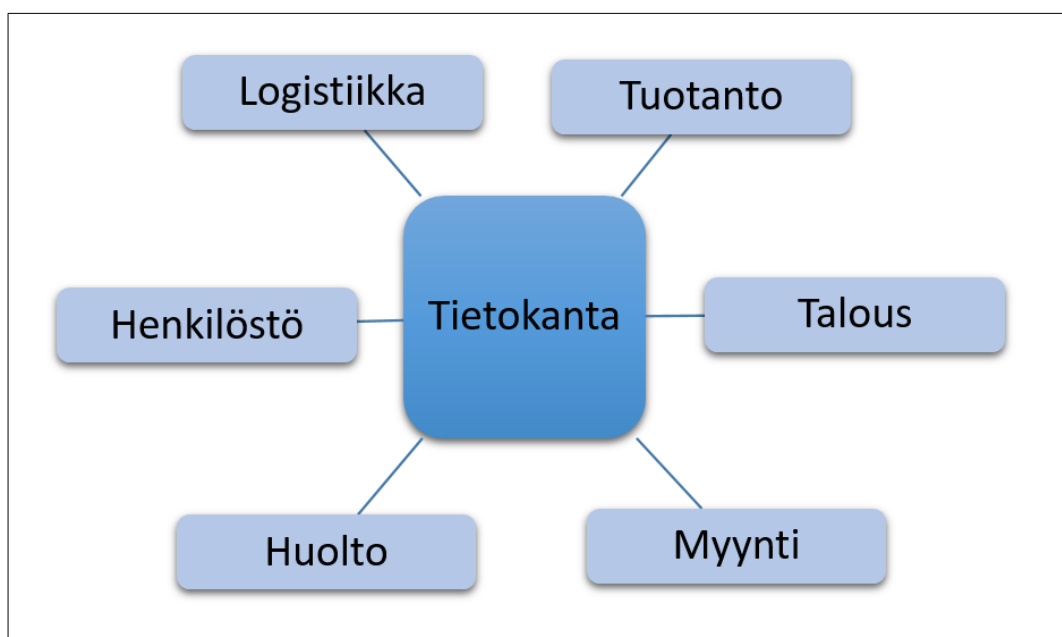 Logistiikka
Tuotanto
Henkilöstö
Tietokanta
Talous
Huolto
Myynti